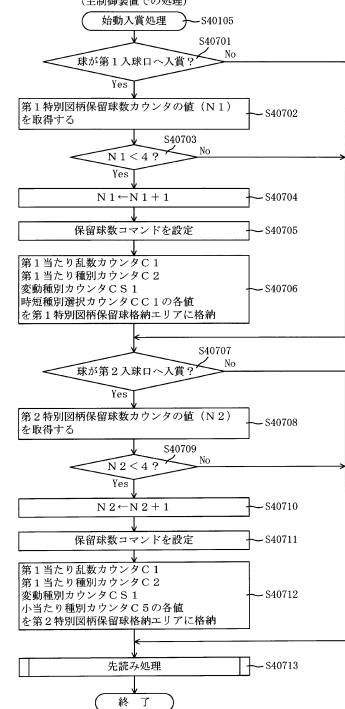 (主制御装置での処理)
始動入賞処理 S40105
S40701
球が第1入球口へ入賞? No
Yes
第1特別図柄保留球数カウンタの値(N1)
を取得する S40702
S40703
N1<4? No
Yes
N1←N1+1 S40704
保留球数コマンドを設定 S40705
第1当たり乱数カウンタC1
第1当たり種別カウンタC2
変動種別カウンタCS1
時短種別選択カウンタCC1の各値
を第1特別図柄保留球格納エリアに格納 S40706
S40707
球が第2入球口へ入賞? No
Yes
第2特別図柄保留球数カウンタの値(N2)
を取得する S40708
S40709
N2<4? No
Yes
N2←N2+1 S40710
保留球数コマンドを設定 S40711
第1当たり乱数カウンタC1
第1当たり種別カウンタC2
変動種別カウンタCS1
小当たり種別カウンタC5の各値
を第2特別図柄保留球格納エリアに格納 S40712
先読み処理 S40713
終了